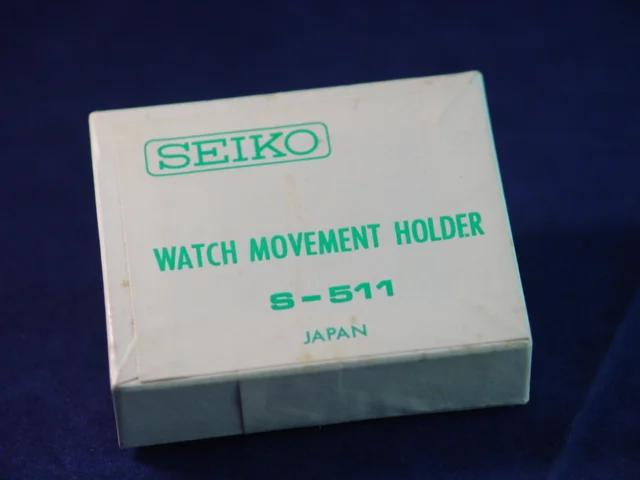 SEIKO
WATCH MOVEMENT HOLDER
S-511
JAPAN